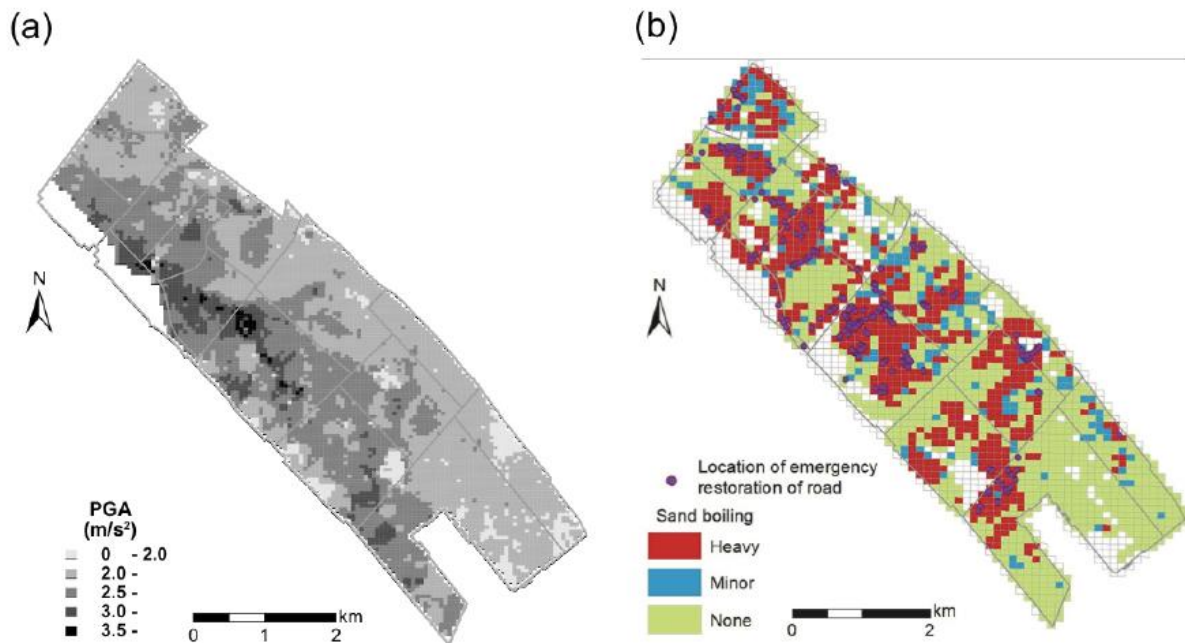 (a)
(b)
N
N
PGA
(m/s²)
0 - 2.0
2.0 -
2.5 -
3.0 -
3.5 -
km
0 1 2
Location of emergency
restoration of road
Sand boiling
Heavy
Minor
None
km
0 2